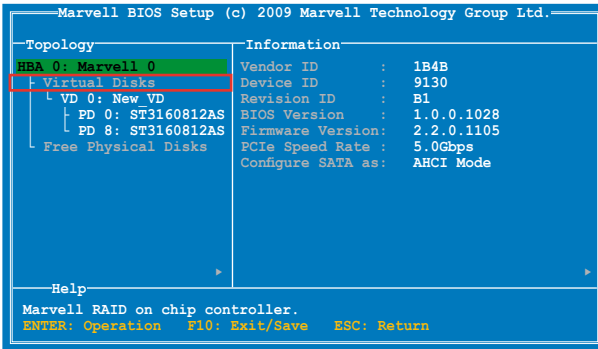 Marvell BIOS Setup (c) 2009 Marvell Technology Group Ltd.
Topology
HBA 0: Marvell 0
Virtual Disks
VD 0: New_VD
PD 0: ST3160812AS
PD 8: ST3160812AS
Free Physical Disks
Information
Vendor ID : 1B4B
Device ID : 9130
Revision ID : B1
BIOS Version : 1.0.0.1028
Firmware Version: 2.2.0.1105
PCIe Speed Rate : 5.0Gbps
Configure SATA as: AHCI Mode
Help
Marvell RAID on chip controller.
ENTER: Operation F10: Exit/Save ESC: Return